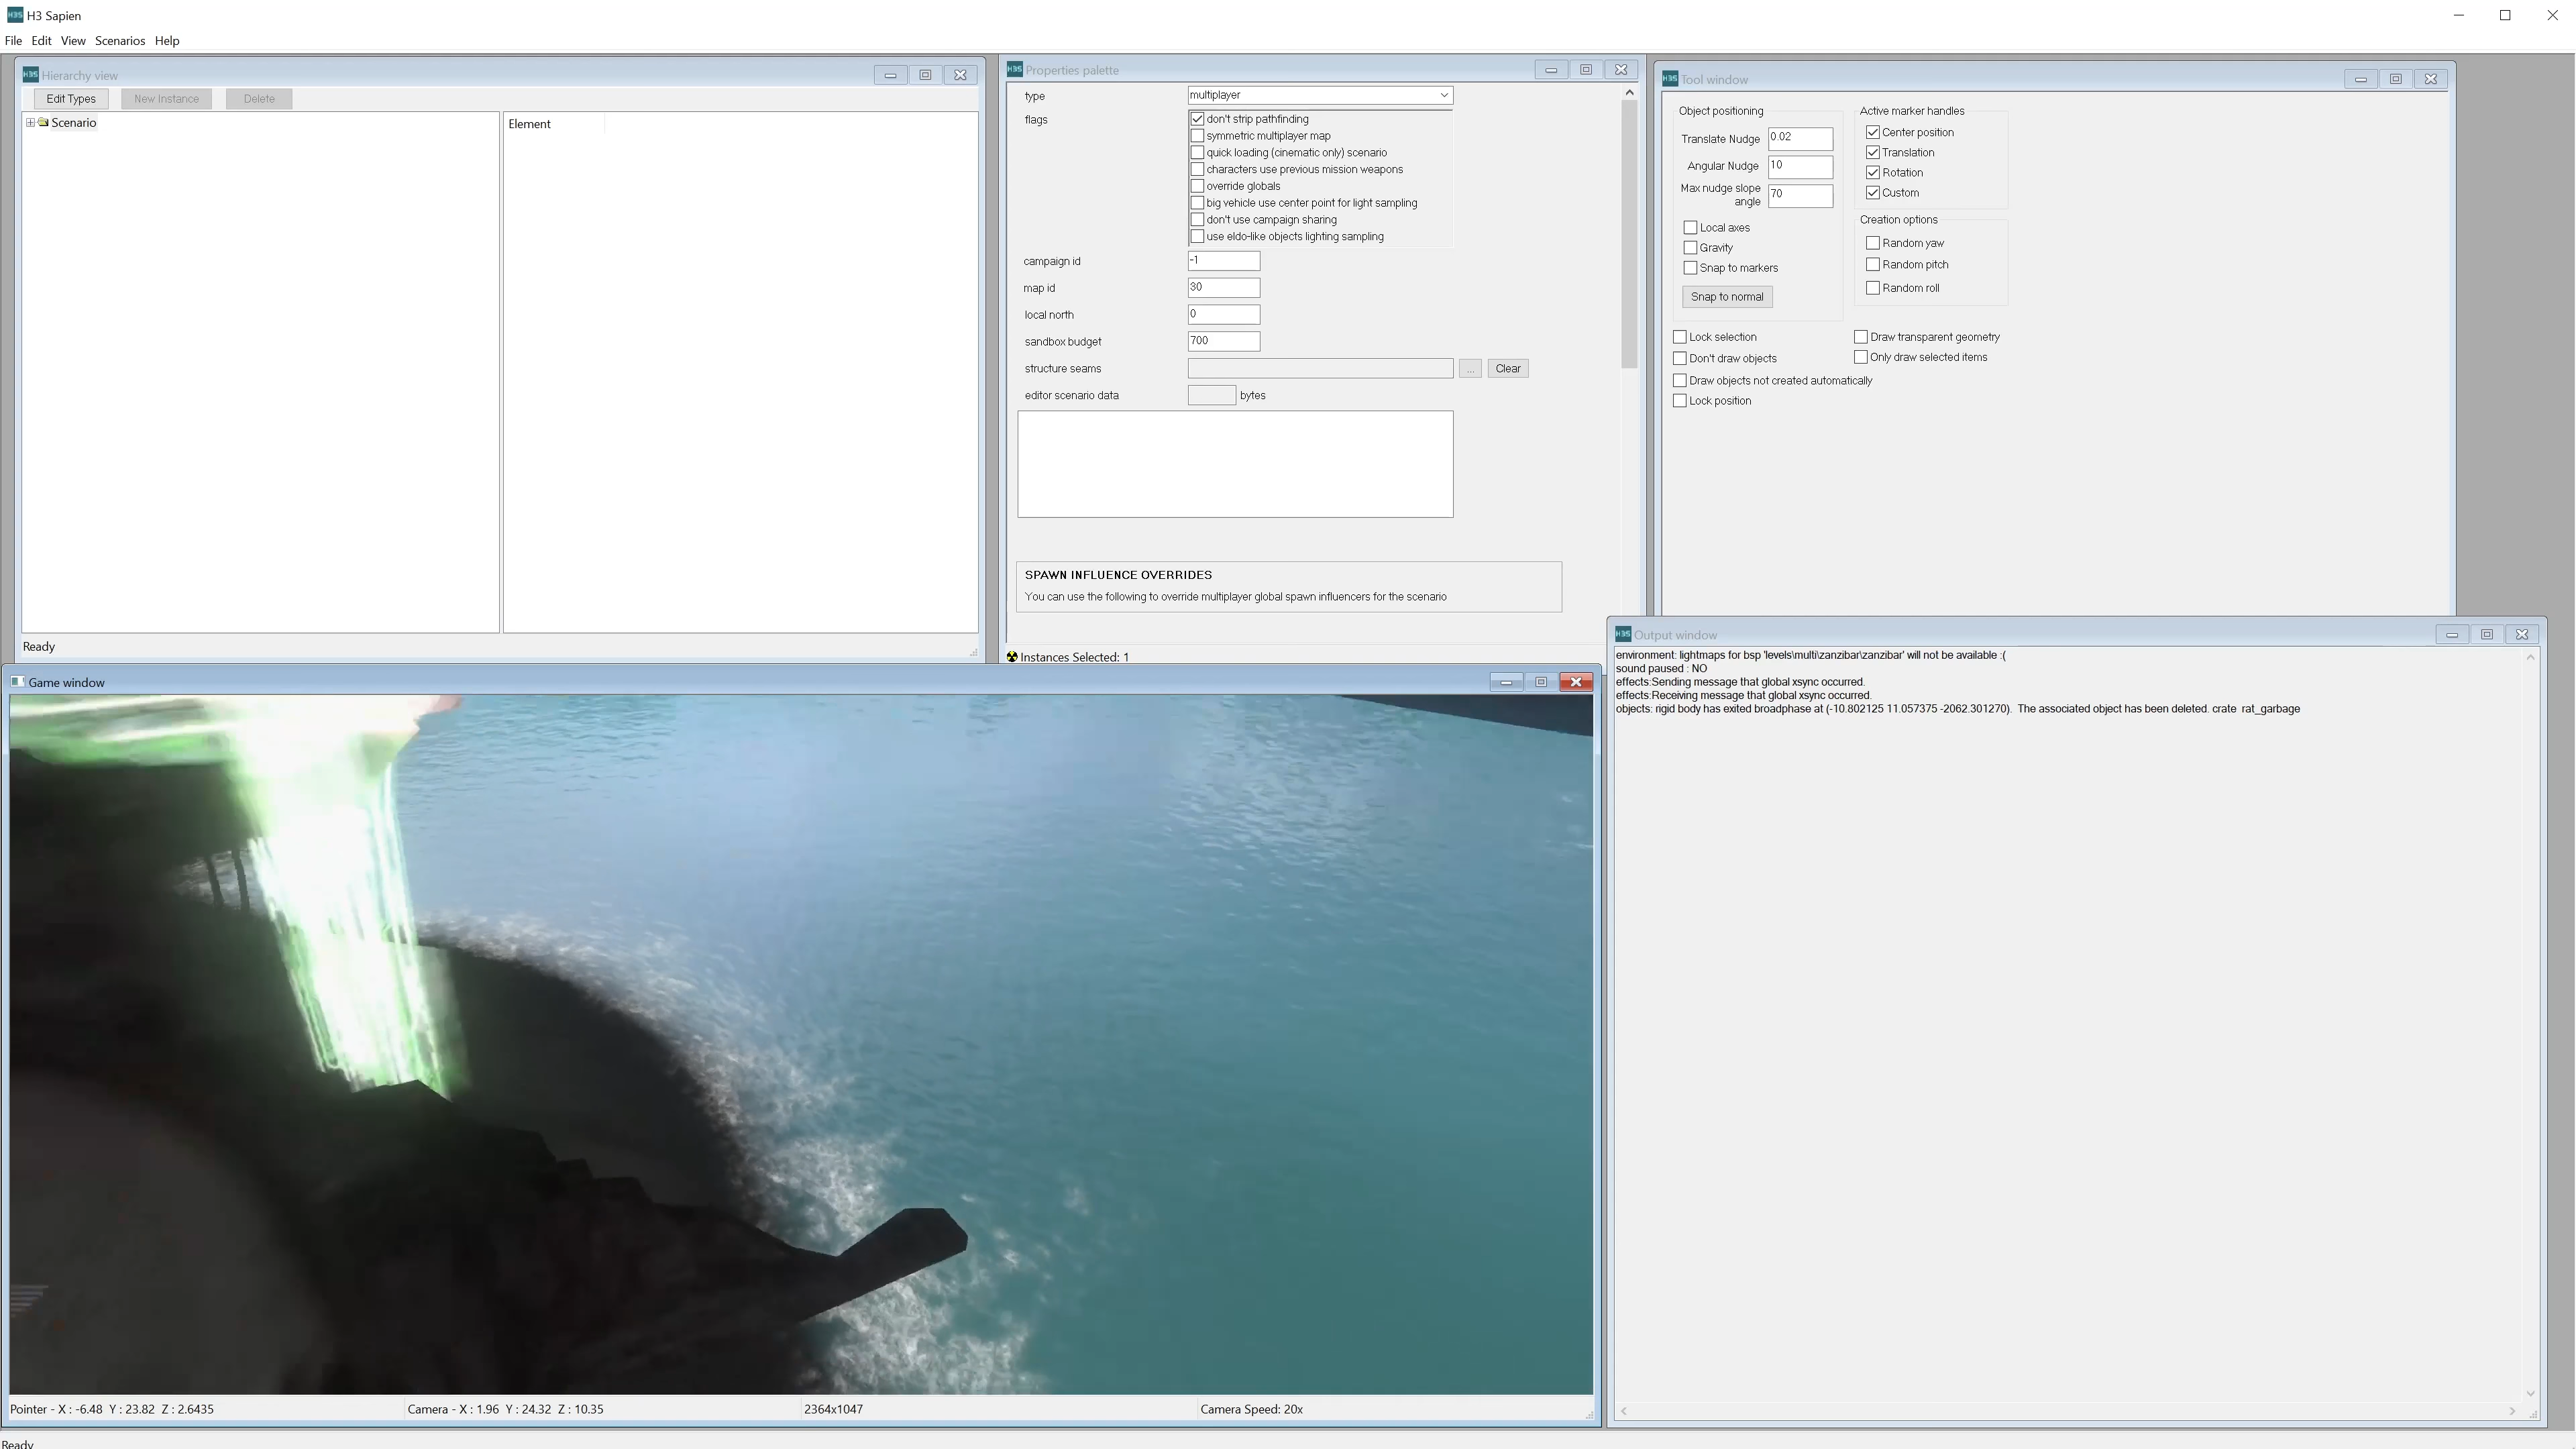 H3 Sapien
File Edit View Scenarios Help
Hierarchy view
Edit Types New Instance Delete
Scenario
Element
Ready
Properties palette
type multiplayer
flags
don't strip pathfinding
symmetric multiplayer map
quick loading (cinematic only) scenario
characters use previous mission weapons
override globals
big vehicle use center point for light sampling
don't use campaign sharing
use eldo-like objects lighting sampling
campaign id -1
map id 30
local north 0
sandbox budget 700
structure seams ... Clear
editor scenario data bytes
SPAWN INFLUENCE OVERRIDES
You can use the following to override multiplayer global spawn influencers for the scenario
Instances Selected: 1
Tool window
Object positioning
Translate Nudge 0.02
Angular Nudge 10
Max nudge slope
angle 70
Local axes
Gravity
Snap to markers
Snap to normal
Active marker handles
Center position
Translation
Rotation
Custom
Creation options
Random yaw
Random pitch
Random roll
Lock selection
Don't draw objects
Draw objects not created automatically
Lock position
Draw transparent geometry
Only draw selected items
Output window
environment: lightmaps for bsp 'levels\multi\zanzibar\zanzibar' will not be available :(
sound paused : NO
effects:Sending message that global xsync occurred.
effects:Receiving message that global xsync occurred.
objects: rigid body has exited broadphase at (-10.802125 11.057375 -2062.301270).  The associated object has been deleted. crate  rat_garbage
Game window
Pointer - X : -6.48  Y : 23.82  Z : 2.6435
Camera - X : 1.96  Y : 24.32  Z : 10.35
2364x1047
Camera Speed: 20x
Ready